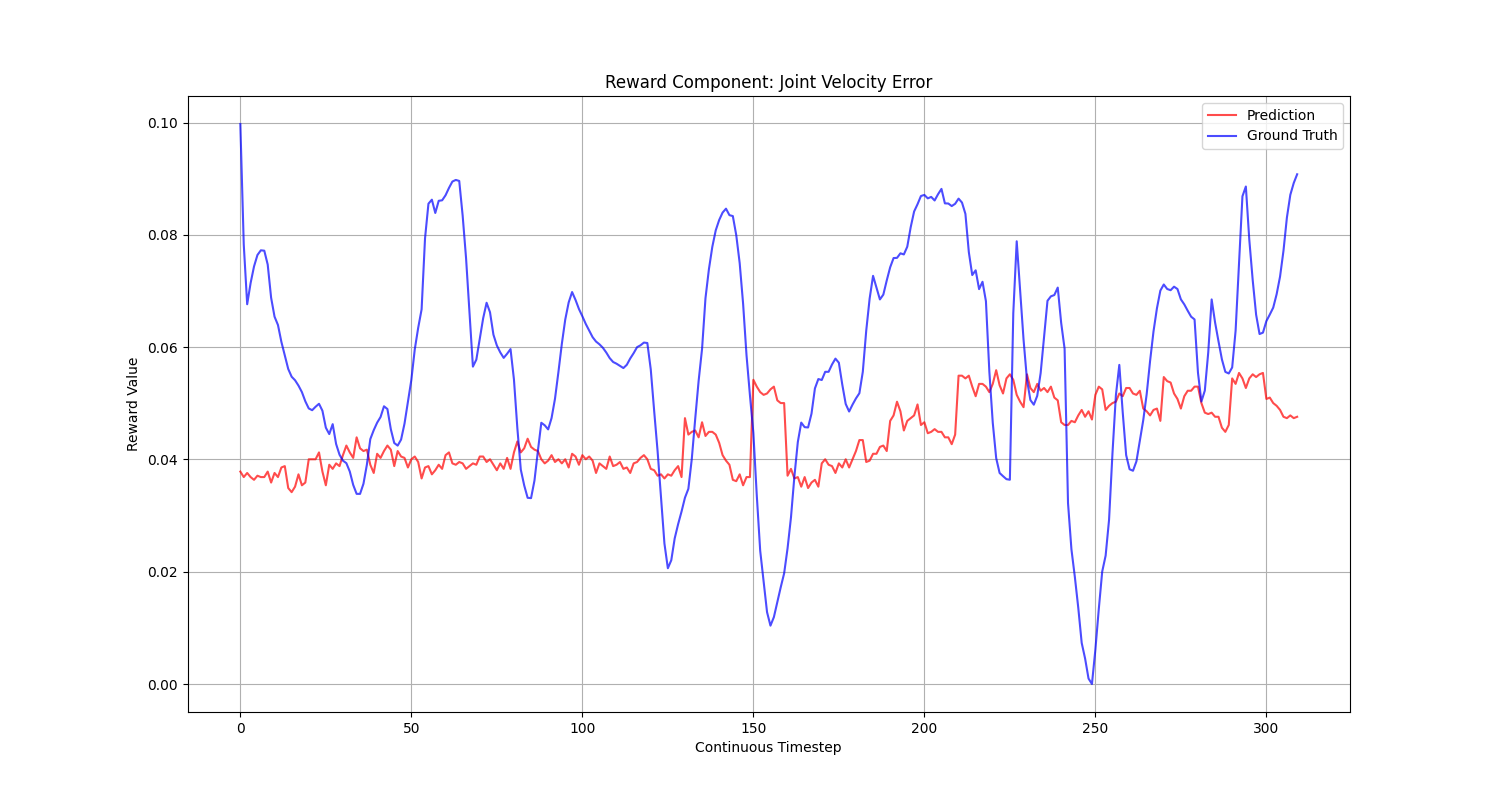 Reward Component: Joint Velocity Error
Prediction
Ground Truth
Reward Value
0.10
0.08
0.06
0.04
0.02
0.00
0 50 100 150 200 250 300
Continuous Timestep